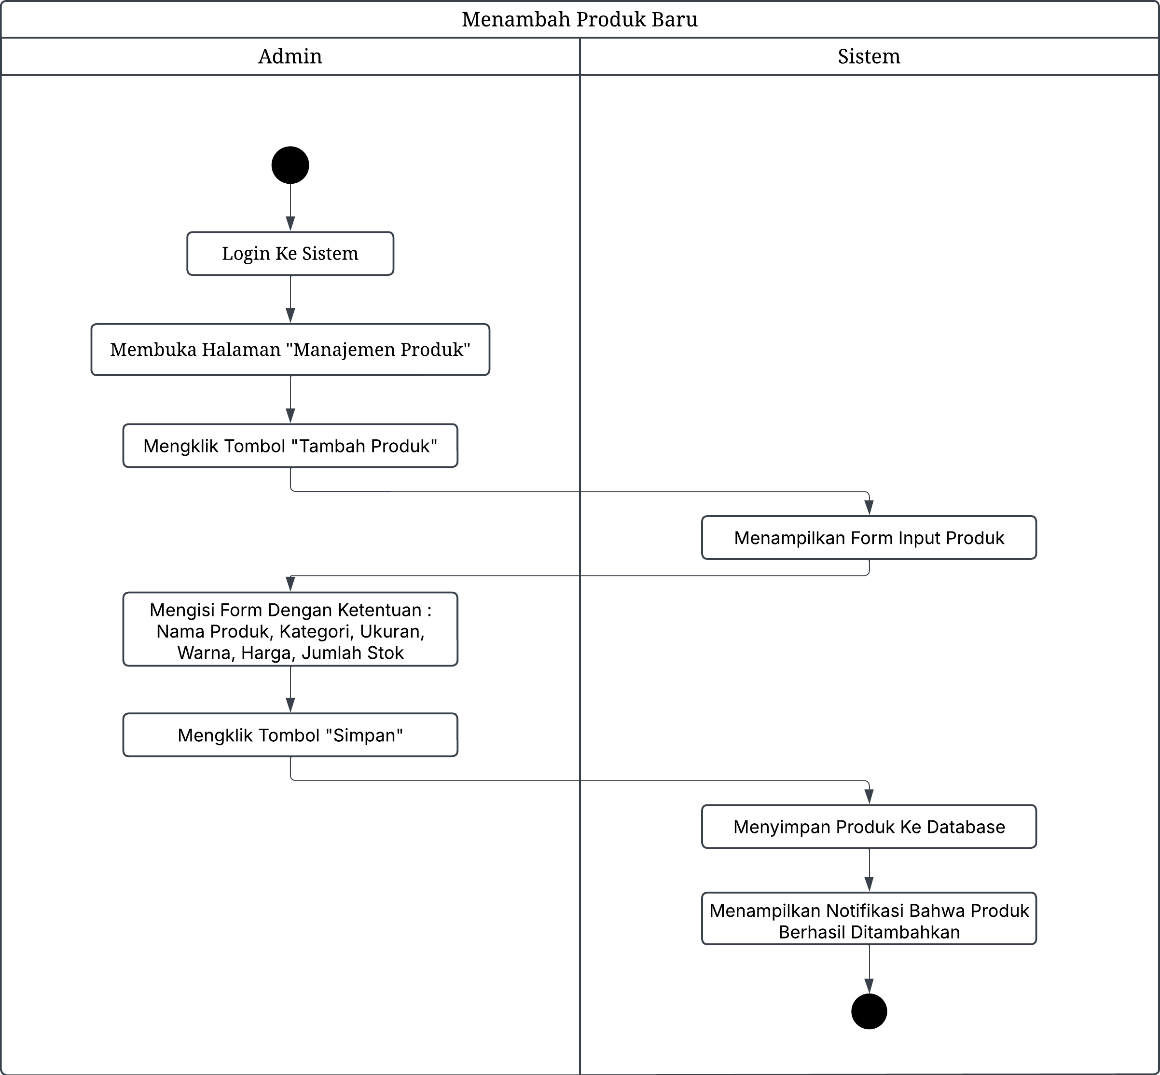 Menambah Produk Baru
Admin
Sistem
Login Ke Sistem
Membuka Halaman "Manajemen Produk"
Mengklik Tombol "Tambah Produk"
Menampilkan Form Input Produk
Mengisi Form Dengan Ketentuan :
Nama Produk, Kategori, Ukuran,
Warna, Harga, Jumlah Stok
Mengklik Tombol "Simpan"
Menyimpan Produk Ke Database
Menampilkan Notifikasi Bahwa Produk
Berhasil Ditambahkan